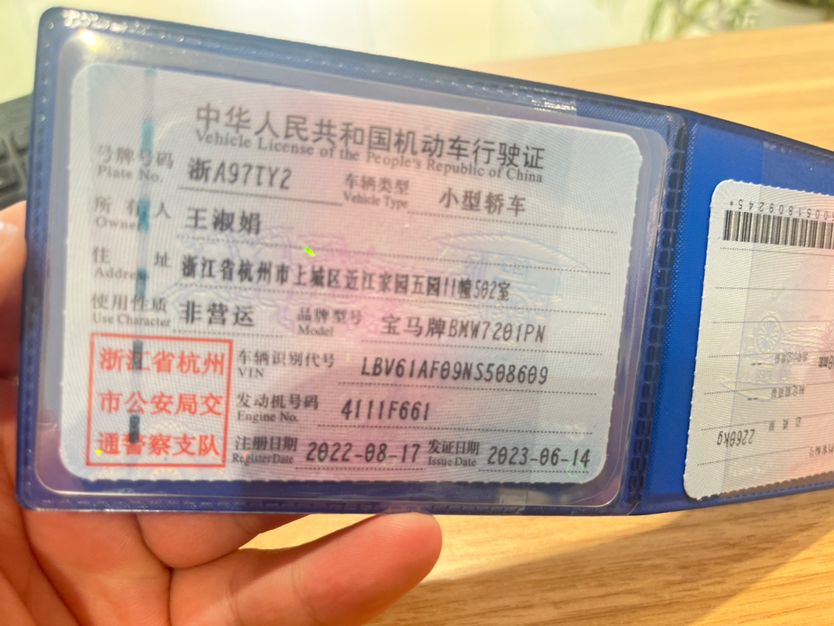 中华人民共和国机动车行驶证
Vehicle License of the People's Republic of China
号牌号码 浙A97TY2 车辆类型 小型轿车
Plate No. Vehicle Type
所有人 王淑娟
Owner
住址 浙江省杭州市上城区近江家园五园11幢502室
Address
使用性质 非营运 品牌型号 宝马牌BMW7201PN
Use Character Model
浙江省杭州
市公安局交
通警察支队
车辆识别代号 LBV61AF09NS508609
VIN
发动机号码 4111F661
Engine No.
注册日期 2022-08-17 发证日期 2023-06-14
Register Date Issue Date
2260kg